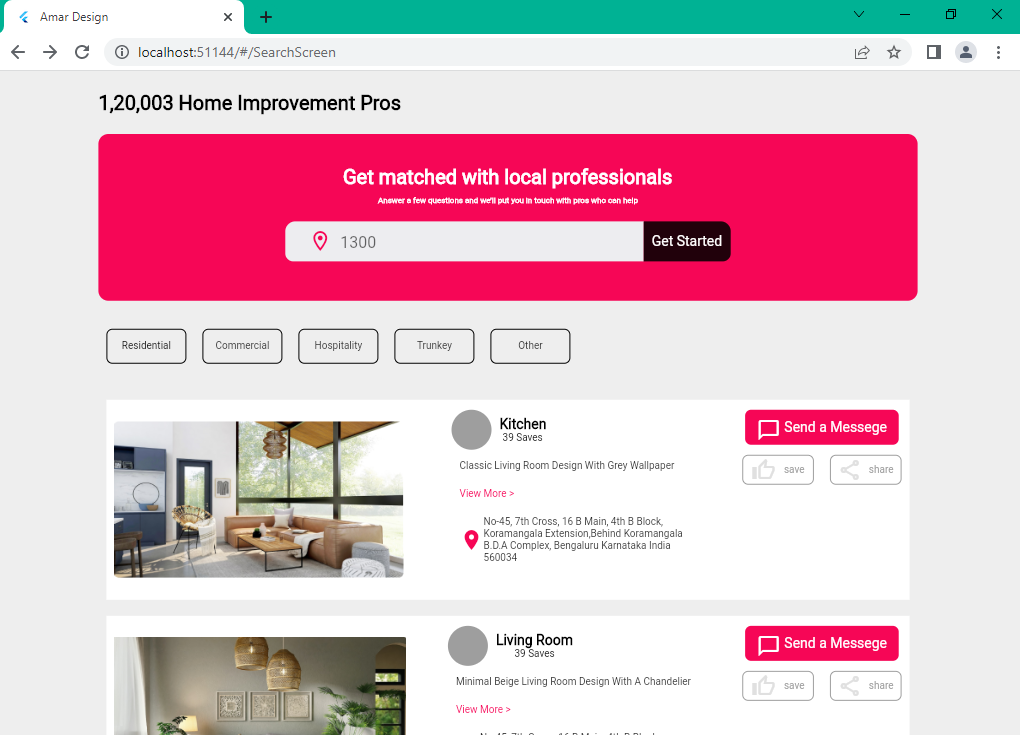 Amar Design
localhost:51144/#/SearchScreen
1,20,003 Home Improvement Pros
Get matched with local professionals
Answer a few questions and we'll put you in touch with pros who can help
1300
Get Started
Residential
Commercial
Hospitality
Trunkey
Other
Kitchen
39 Saves
Classic Living Room Design With Grey Wallpaper
View More >
No-45, 7th Cross, 16 B Main, 4th B Block,
Koramangala Extension,Behind Koramangala
B.D.A Complex, Bengaluru Karnataka India
560034
Send a Messege
save
share
Living Room
39 Saves
Minimal Beige Living Room Design With A Chandelier
View More >
Send a Messege
save
share